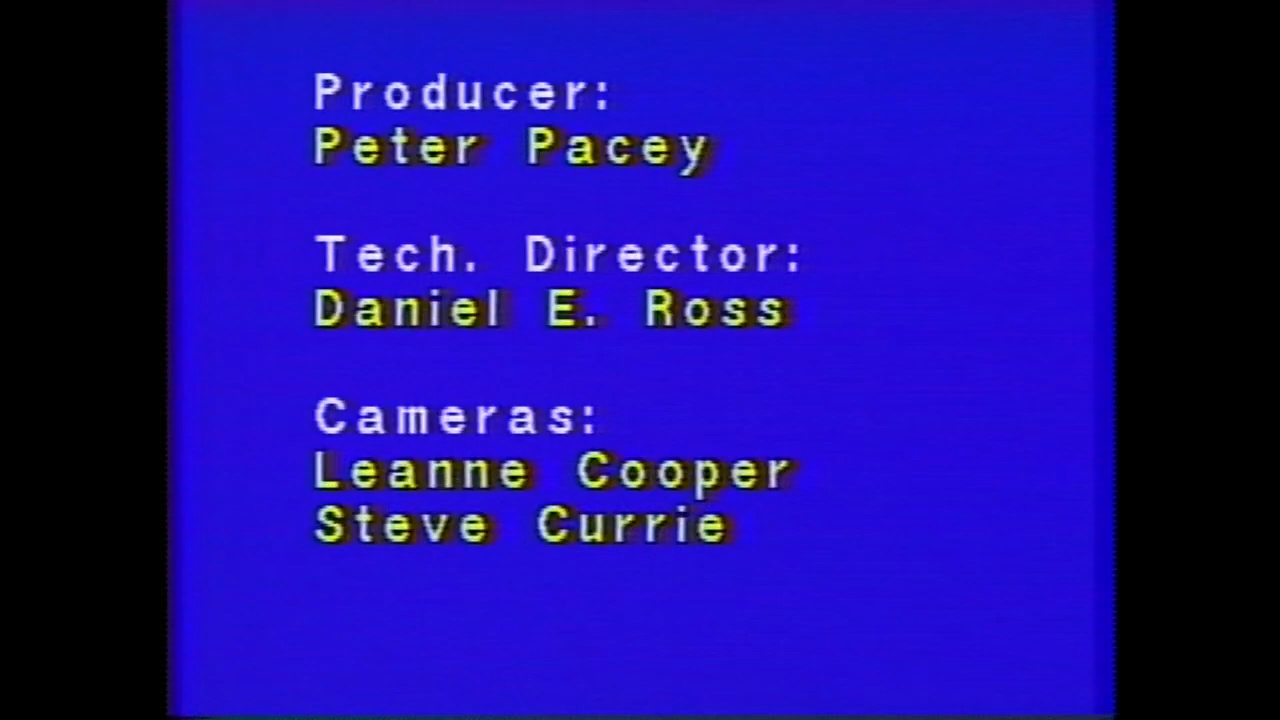 Producer:
Peter Pacey
Tech. Director:
Daniel E. Ross
Cameras:
Leanne Cooper
Steve Currie